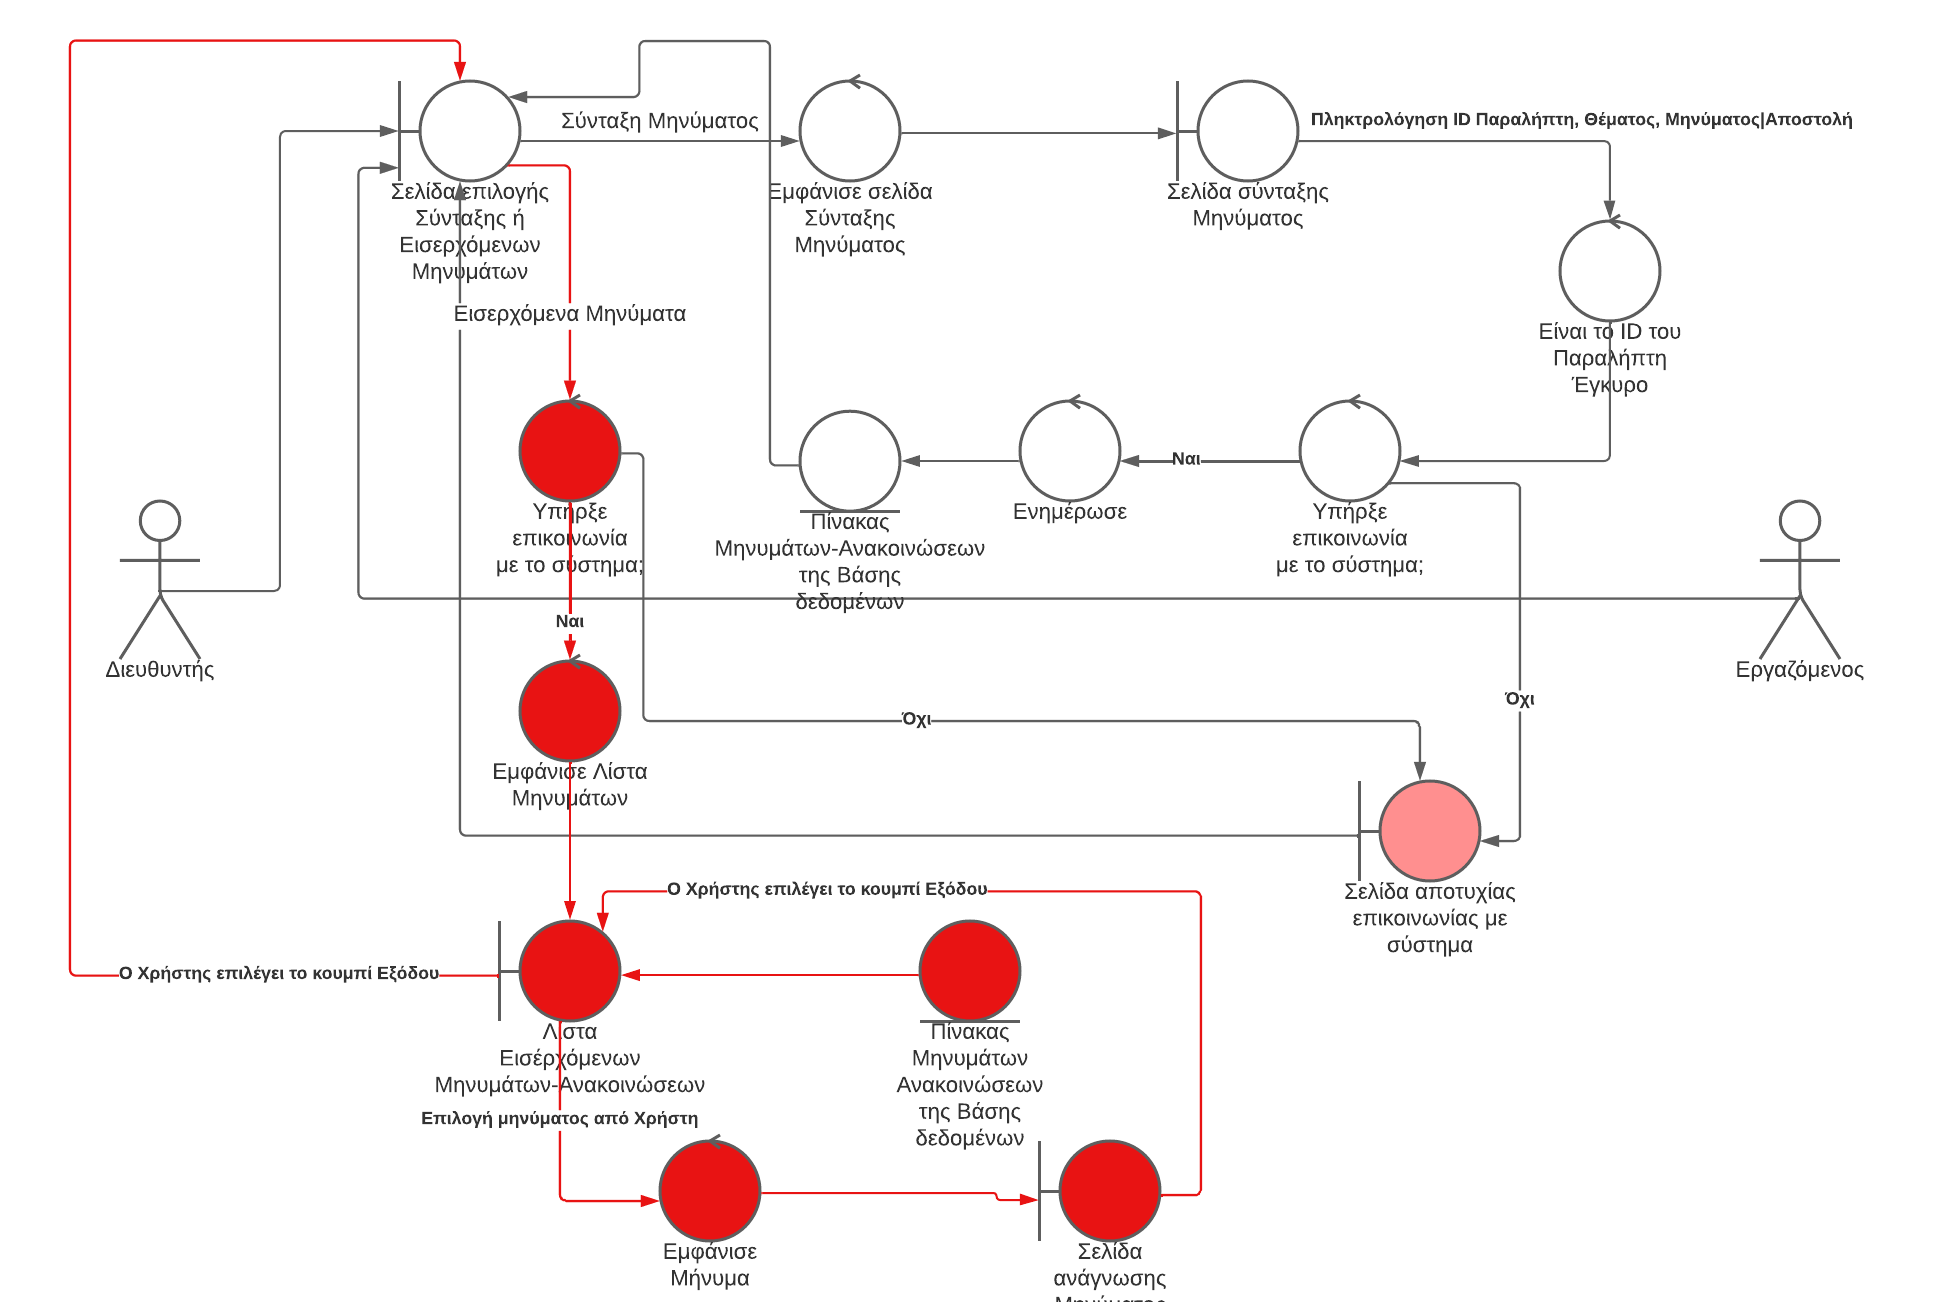 Σύνταξη Μηνύματος
Πληκτρολόγηση ID Παραλήπτη, Θέματος, Μηνύματος|Αποστολή
Σελίδα επιλογής
Σύνταξης ή
Εισερχόμενων
Μηνυμάτων
Εμφάνισε σελίδα
Σύνταξης
Μηνύματος
Σελίδα σύνταξης
Μηνύματος
Εισερχόμενα Μηνύματα
Είναι το ID του
Παραλήπτη
Έγκυρο
Ναι
Υπήρξε
επικοινωνία
με το σύστημα;
Πίνακας
Μηνυμάτων-Ανακοινώσεων
της Βάσης
δεδομένων
Ενημέρωσε
Υπήρξε
επικοινωνία
με το σύστημα;
Ναι
Διευθυντής
Εργαζόμενος
Όχι
Όχι
Εμφάνισε Λίστα
Μηνυμάτων
Σελίδα αποτυχίας
επικοινωνίας με
σύστημα
Ο Χρήστης επιλέγει το κουμπί Εξόδου
Ο Χρήστης επιλέγει το κουμπί Εξόδου
Λίστα
Εισέρχόμενων
Μηνυμάτων-Ανακοινώσεων
Πίνακας
Μηνυμάτων
Ανακοινώσεων
της Βάσης
δεδομένων
Επιλογή μηνύματος από Χρήστη
Εμφάνισε
Μήνυμα
Σελίδα
ανάγνωσης